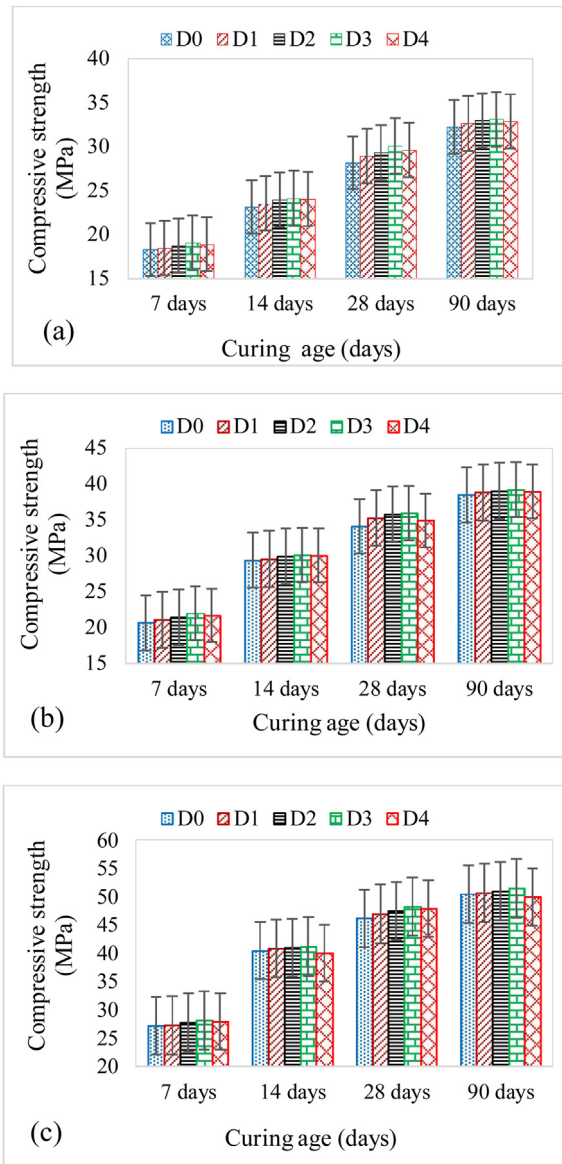 D0 D1 D2 D3 D4
40
35
30
25
20
15
Compressive strength
(MPa)
7 days 14 days 28 days 90 days
(a)
Curing age (days)
D0 D1 D2 D3 D4
45
40
35
30
25
20
15
Compressive strength
(MPa)
7 days 14 days 28 days 90 days
(b)
Curing age (days)
D0 D1 D2 D3 D4
60
50
45
40
35
30
25
20
Compressive strength
(MPa)
7 days 14 days 28 days 90 days
(c)
Curing age (days)